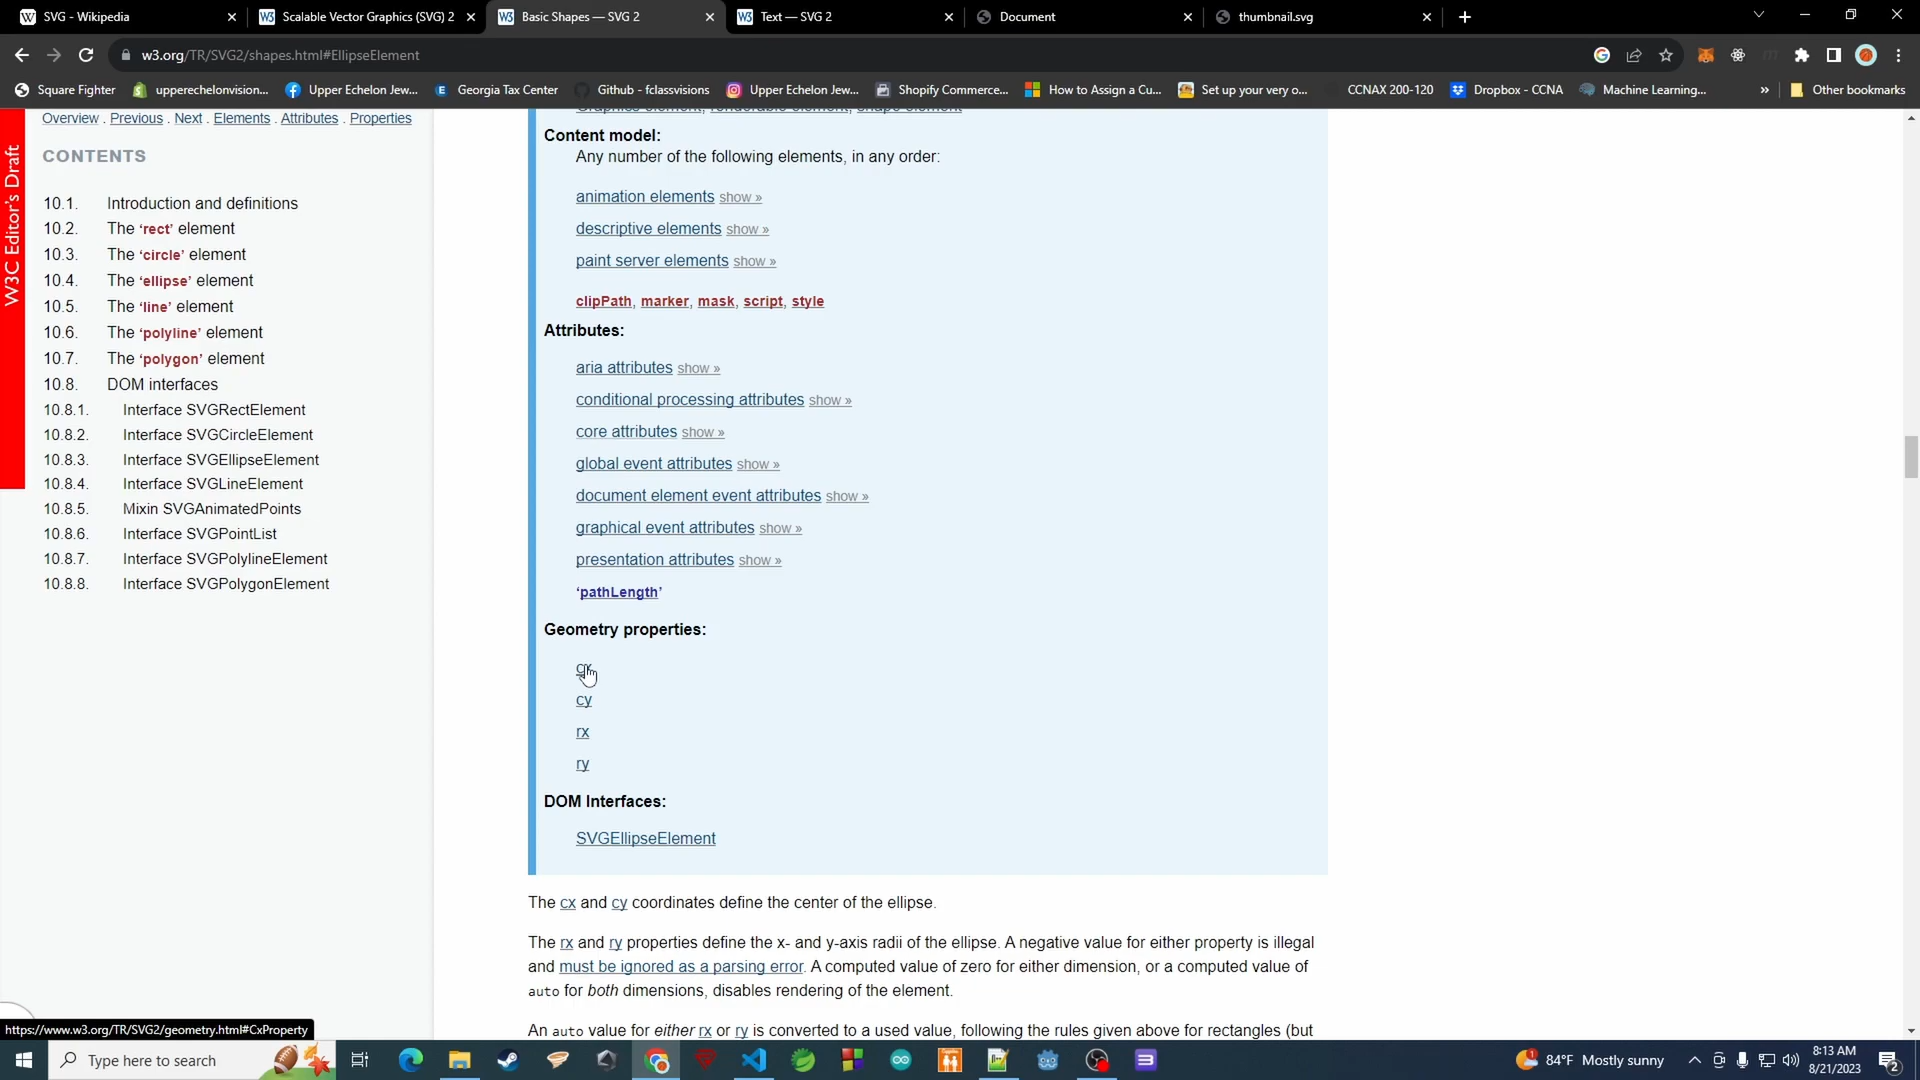 SVG - Wikipedia
Scalable Vector Graphics (SVG) 2
Basic Shapes — SVG 2
Text — SVG 2
Document
thumbnail.svg
w3.org/TR/SVG2/shapes.html#EllipseElement
Square Fighter
upperechelonvision...
Upper Echelon Jew...
Georgia Tax Center
Github - fclassvisions
Upper Echelon Jew...
Shopify Commerce...
How to Assign a Cu...
Set up your very o...
CCNAX 200-120
Dropbox - CCNA
Machine Learning...
»
Other bookmarks
W3C Editor's Draft
Overview . Previous . Next . Elements . Attributes . Properties
CONTENTS
10.1. Introduction and definitions
10.2. The ‘rect’ element
10.3. The ‘circle’ element
10.4. The ‘ellipse’ element
10.5. The ‘line’ element
10.6. The ‘polyline’ element
10.7. The ‘polygon’ element
10.8. DOM interfaces
10.8.1. Interface SVGRectElement
10.8.2. Interface SVGCircleElement
10.8.3. Interface SVGEllipseElement
10.8.4. Interface SVGLineElement
10.8.5. Mixin SVGAnimatedPoints
10.8.6. Interface SVGPointList
10.8.7. Interface SVGPolylineElement
10.8.8. Interface SVGPolygonElement
Graphics element, renderable element, shape element
Content model:
Any number of the following elements, in any order:
animation elements show »
descriptive elements show »
paint server elements show »
clipPath, marker, mask, script, style
Attributes:
aria attributes show »
conditional processing attributes show »
core attributes show »
global event attributes show »
document element event attributes show »
graphical event attributes show »
presentation attributes show »
‘pathLength’
Geometry properties:
cx
cy
rx
ry
DOM Interfaces:
SVGEllipseElement
The cx and cy coordinates define the center of the ellipse.
The rx and ry properties define the x- and y-axis radii of the ellipse. A negative value for either property is illegal
and must be ignored as a parsing error. A computed value of zero for either dimension, or a computed value of
auto for both dimensions, disables rendering of the element.
An auto value for either rx or ry is converted to a used value, following the rules given above for rectangles (but
https://www.w3.org/TR/SVG2/geometry.html#CxProperty
Type here to search
84°F Mostly sunny
8:13 AM
8/21/2023
2